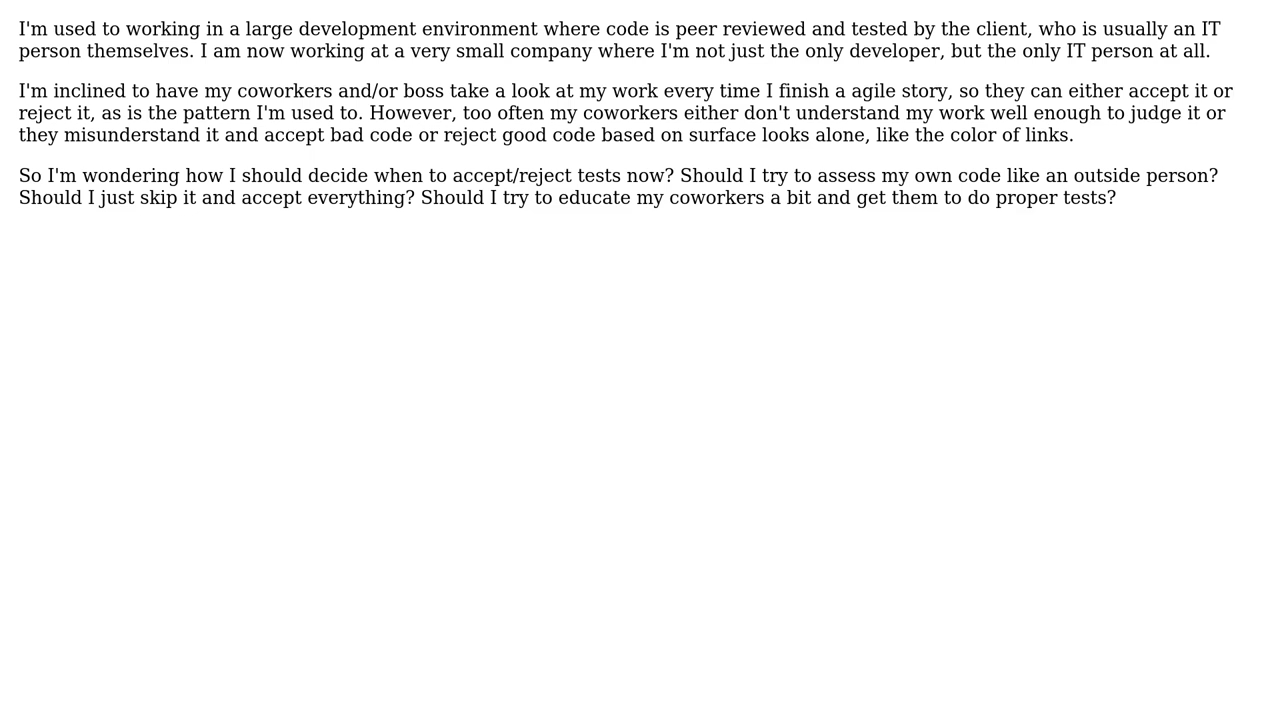 I'm used to working in a large development environment where code is peer reviewed and tested by the client, who is usually an IT
person themselves. I am now working at a very small company where I'm not just the only developer, but the only IT person at all.
I'm inclined to have my coworkers and/or boss take a look at my work every time I finish a agile story, so they can either accept it or
reject it, as is the pattern I'm used to. However, too often my coworkers either don't understand my work well enough to judge it or
they misunderstand it and accept bad code or reject good code based on surface looks alone, like the color of links.
So I'm wondering how I should decide when to accept/reject tests now? Should I try to assess my own code like an outside person?
Should I just skip it and accept everything? Should I try to educate my coworkers a bit and get them to do proper tests?